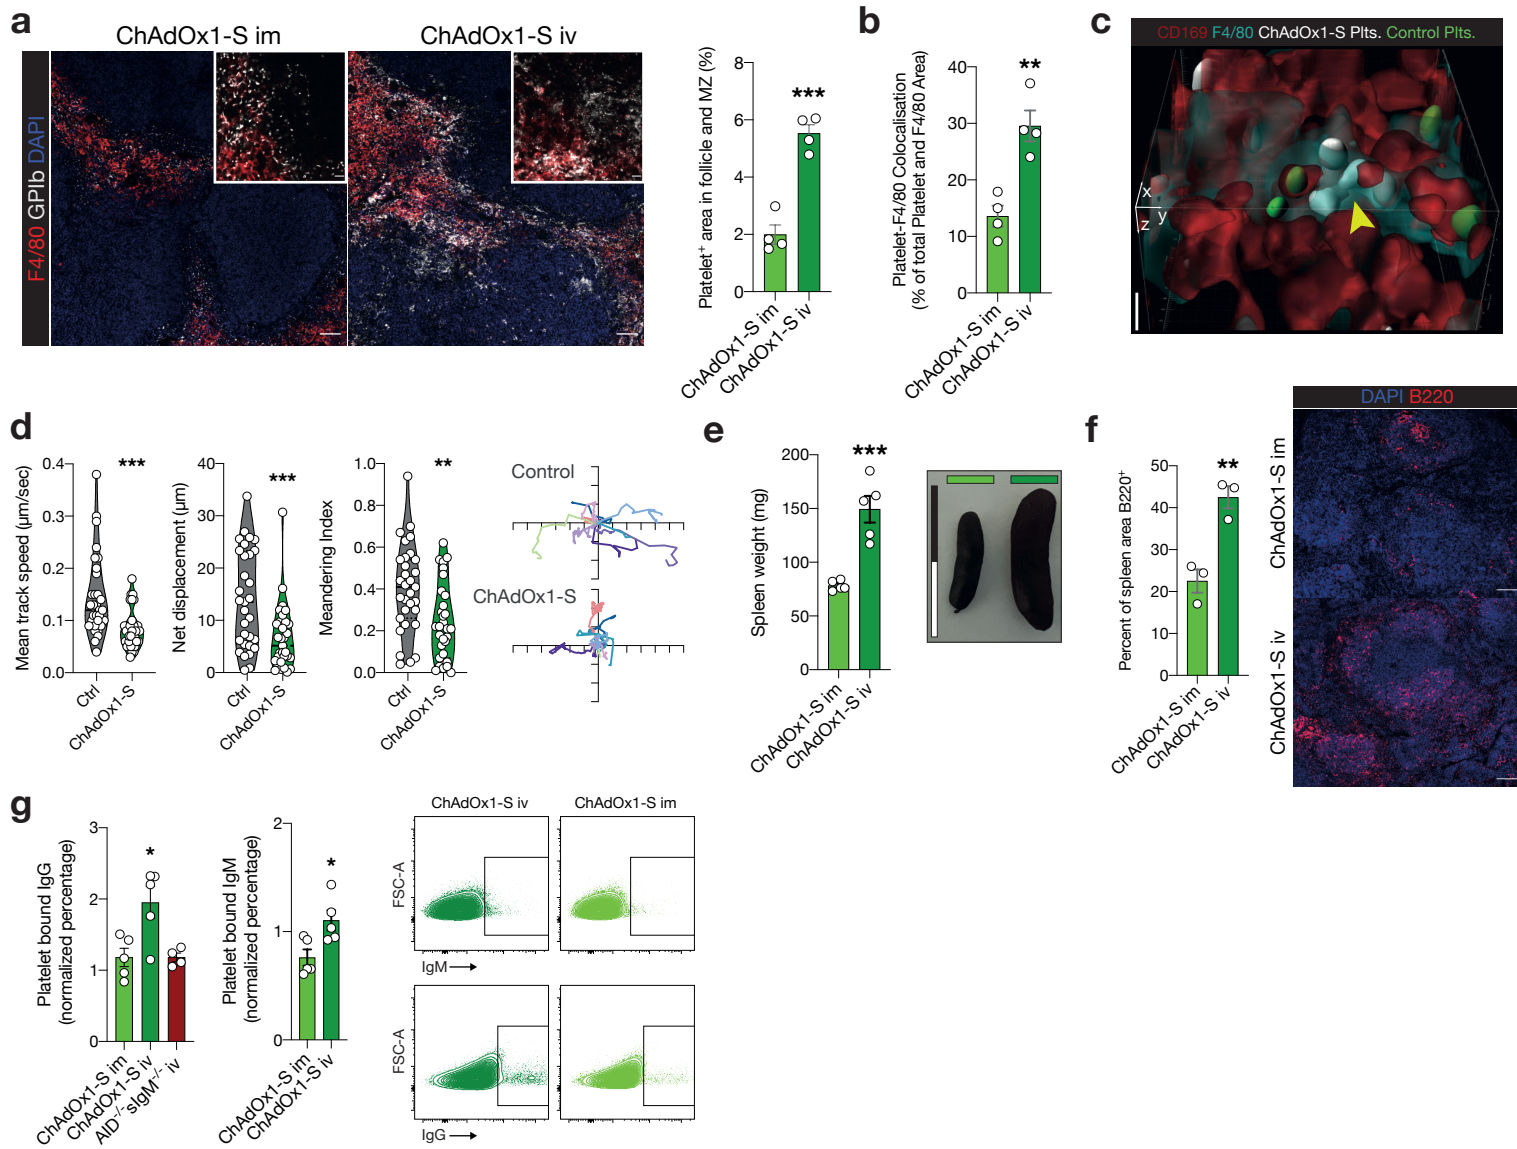 a
ChAdOx1-S im
ChAdOx1-S iv
F4/80 GPIb DAPI
Platelet⁺ area in follicle and MZ (%)
8
6
4
2
0
***
ChAdOx1-S im
ChAdOx1-S iv
b
Platelet-F4/80 Colocalisation
(% of total Platelet and F4/80 Area)
40
30
20
10
0
**
ChAdOx1-S im
ChAdOx1-S iv
c
CD169 F4/80 ChAdOx1-S Plts. Control Plts.
x
y
z
d
Mean track speed (μm/sec)
0.4
0.3
0.2
0.1
0.0
***
Ctrl
ChAdOx1-S
Net displacement (μm)
40
30
20
10
0
***
Ctrl
ChAdOx1-S
Meandering Index
1.0
0.8
0.6
0.4
0.2
0.0
**
Ctrl
ChAdOx1-S
Control
ChAdOx1-S
e
Spleen weight (mg)
200
150
100
50
0
***
ChAdOx1-S im
ChAdOx1-S iv
f
Percent of spleen area B220⁺
50
40
30
20
10
0
**
ChAdOx1-S im
ChAdOx1-S iv
DAPI B220
ChAdOx1-S im
ChAdOx1-S iv
g
Platelet bound IgG
(normalized percentage)
3
2
1
0
*
ChAdOx1-S im
ChAdOx1-S iv
AID⁻/⁻sIgM⁻/⁻ iv
Platelet bound IgM
(normalized percentage)
2
1
0
*
ChAdOx1-S im
ChAdOx1-S iv
ChAdOx1-S iv
ChAdOx1-S im
FSC-A
IgM
FSC-A
IgG